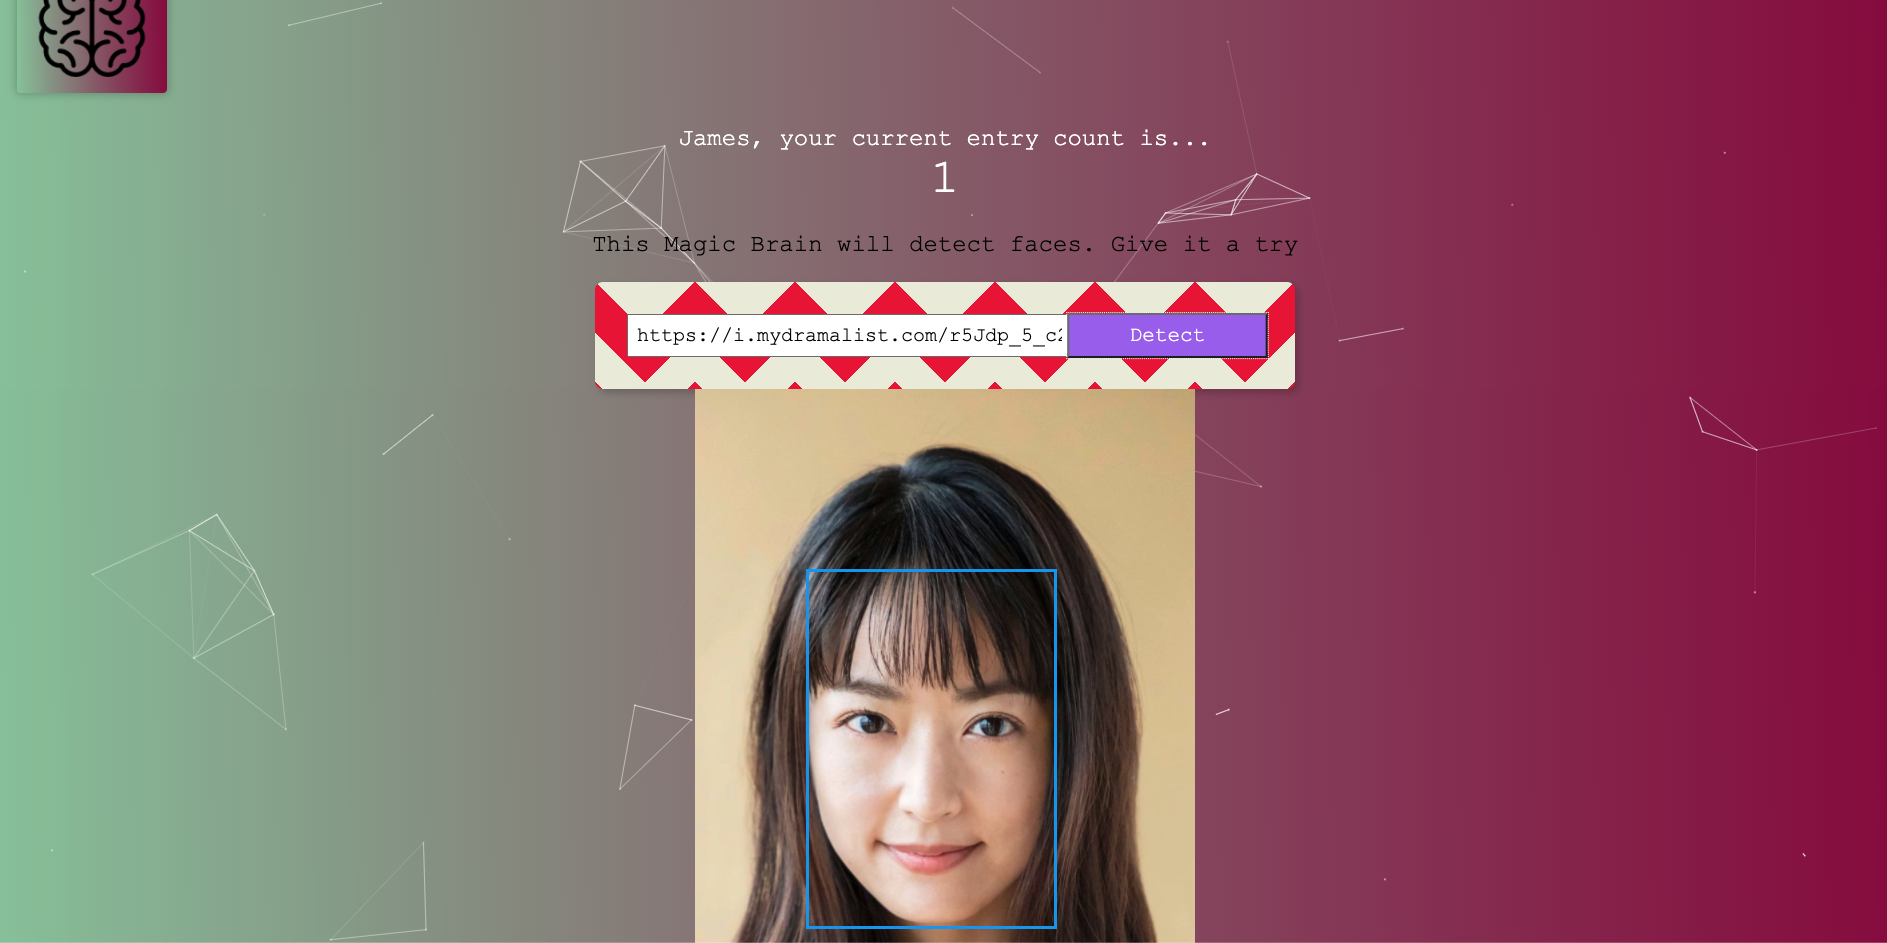 James, your current entry count is...
1
This Magic Brain will detect faces. Give it a try
https://i.mydramalist.com/r5Jdp_5_c
Detect